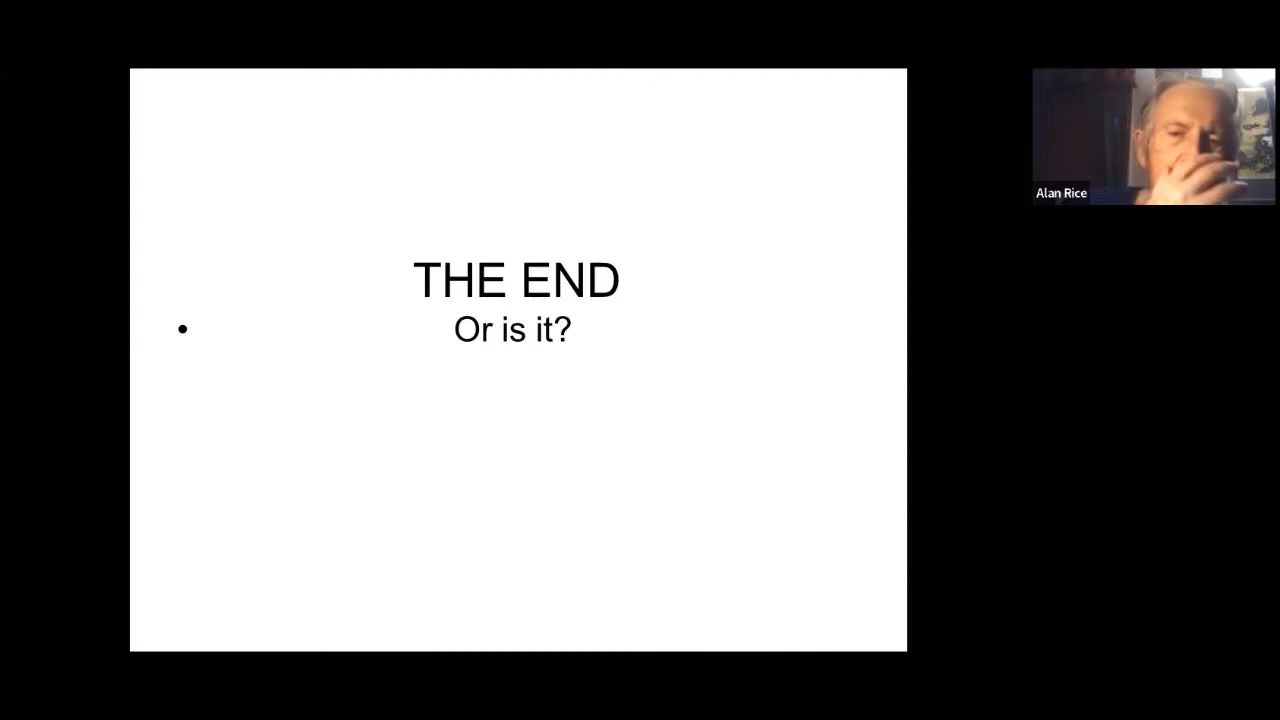 THE END
• Or is it?
Alan Rice